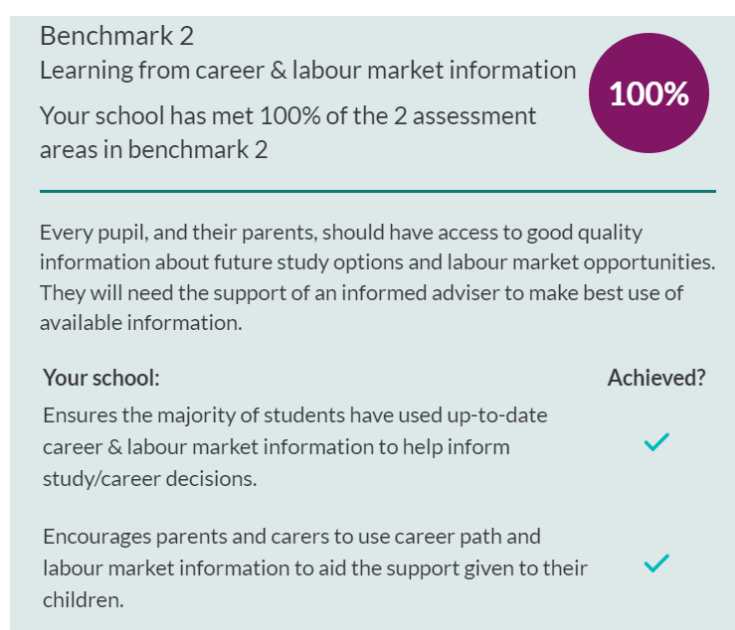 Benchmark 2
Learning from career & labour market information
100%
Your school has met 100% of the 2 assessment
areas in benchmark 2
Every pupil, and their parents, should have access to good quality
information about future study options and labour market opportunities.
They will need the support of an informed adviser to make best use of
available information.
Your school: Achieved?
Ensures the majority of students have used up-to-date
career & labour market information to help inform
study/career decisions.
Encourages parents and carers to use career path and
labour market information to aid the support given to their
children.